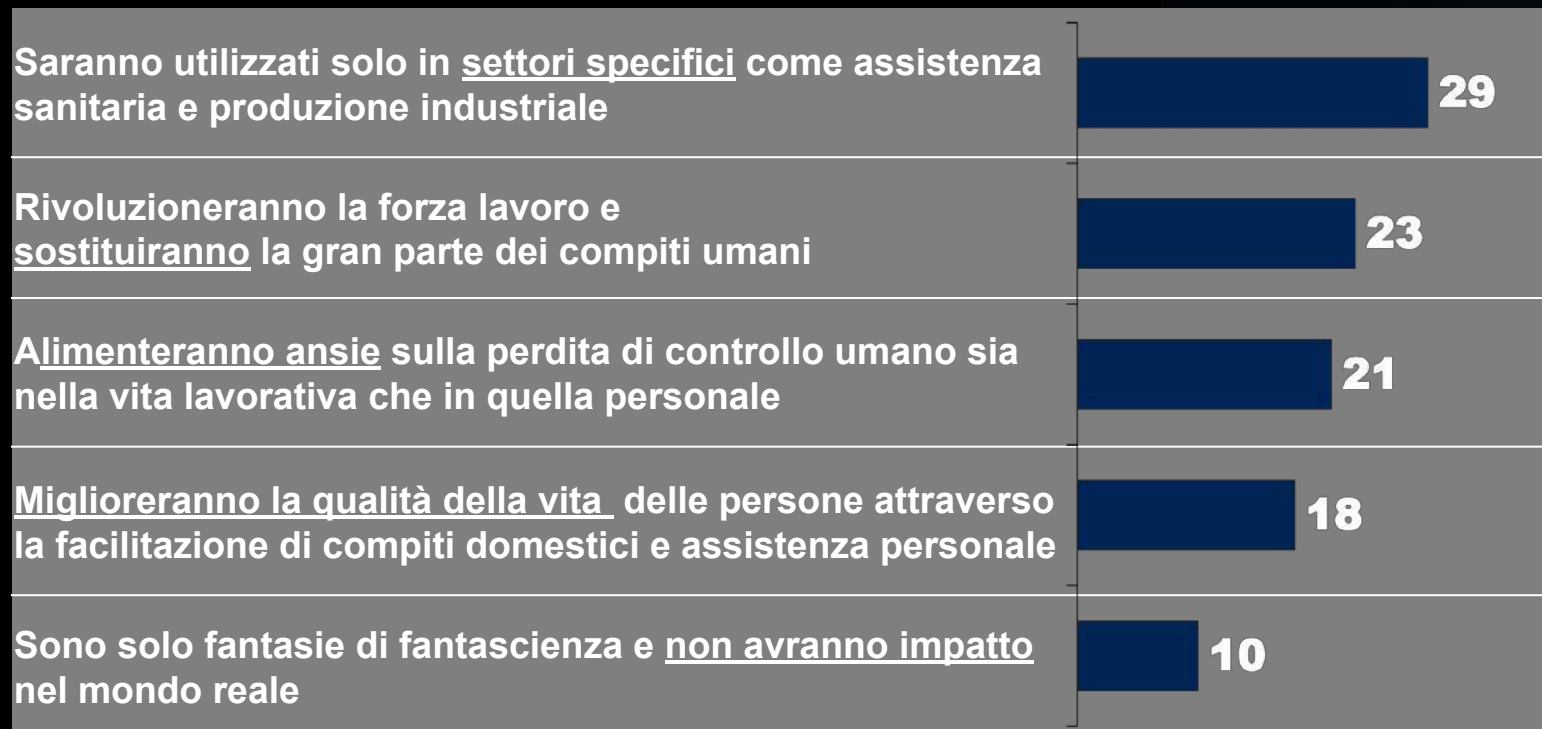 Saranno utilizzati solo in settori specifici come assistenza
sanitaria e produzione industriale
29
Rivoluzioneranno la forza lavoro e
sostituiranno la gran parte dei compiti umani
23
Alimenteranno ansie sulla perdita di controllo umano sia
nella vita lavorativa che in quella personale
21
Miglioreranno la qualità della vita delle persone attraverso
la facilitazione di compiti domestici e assistenza personale
18
Sono solo fantasie di fantascienza e non avranno impatto
nel mondo reale
10